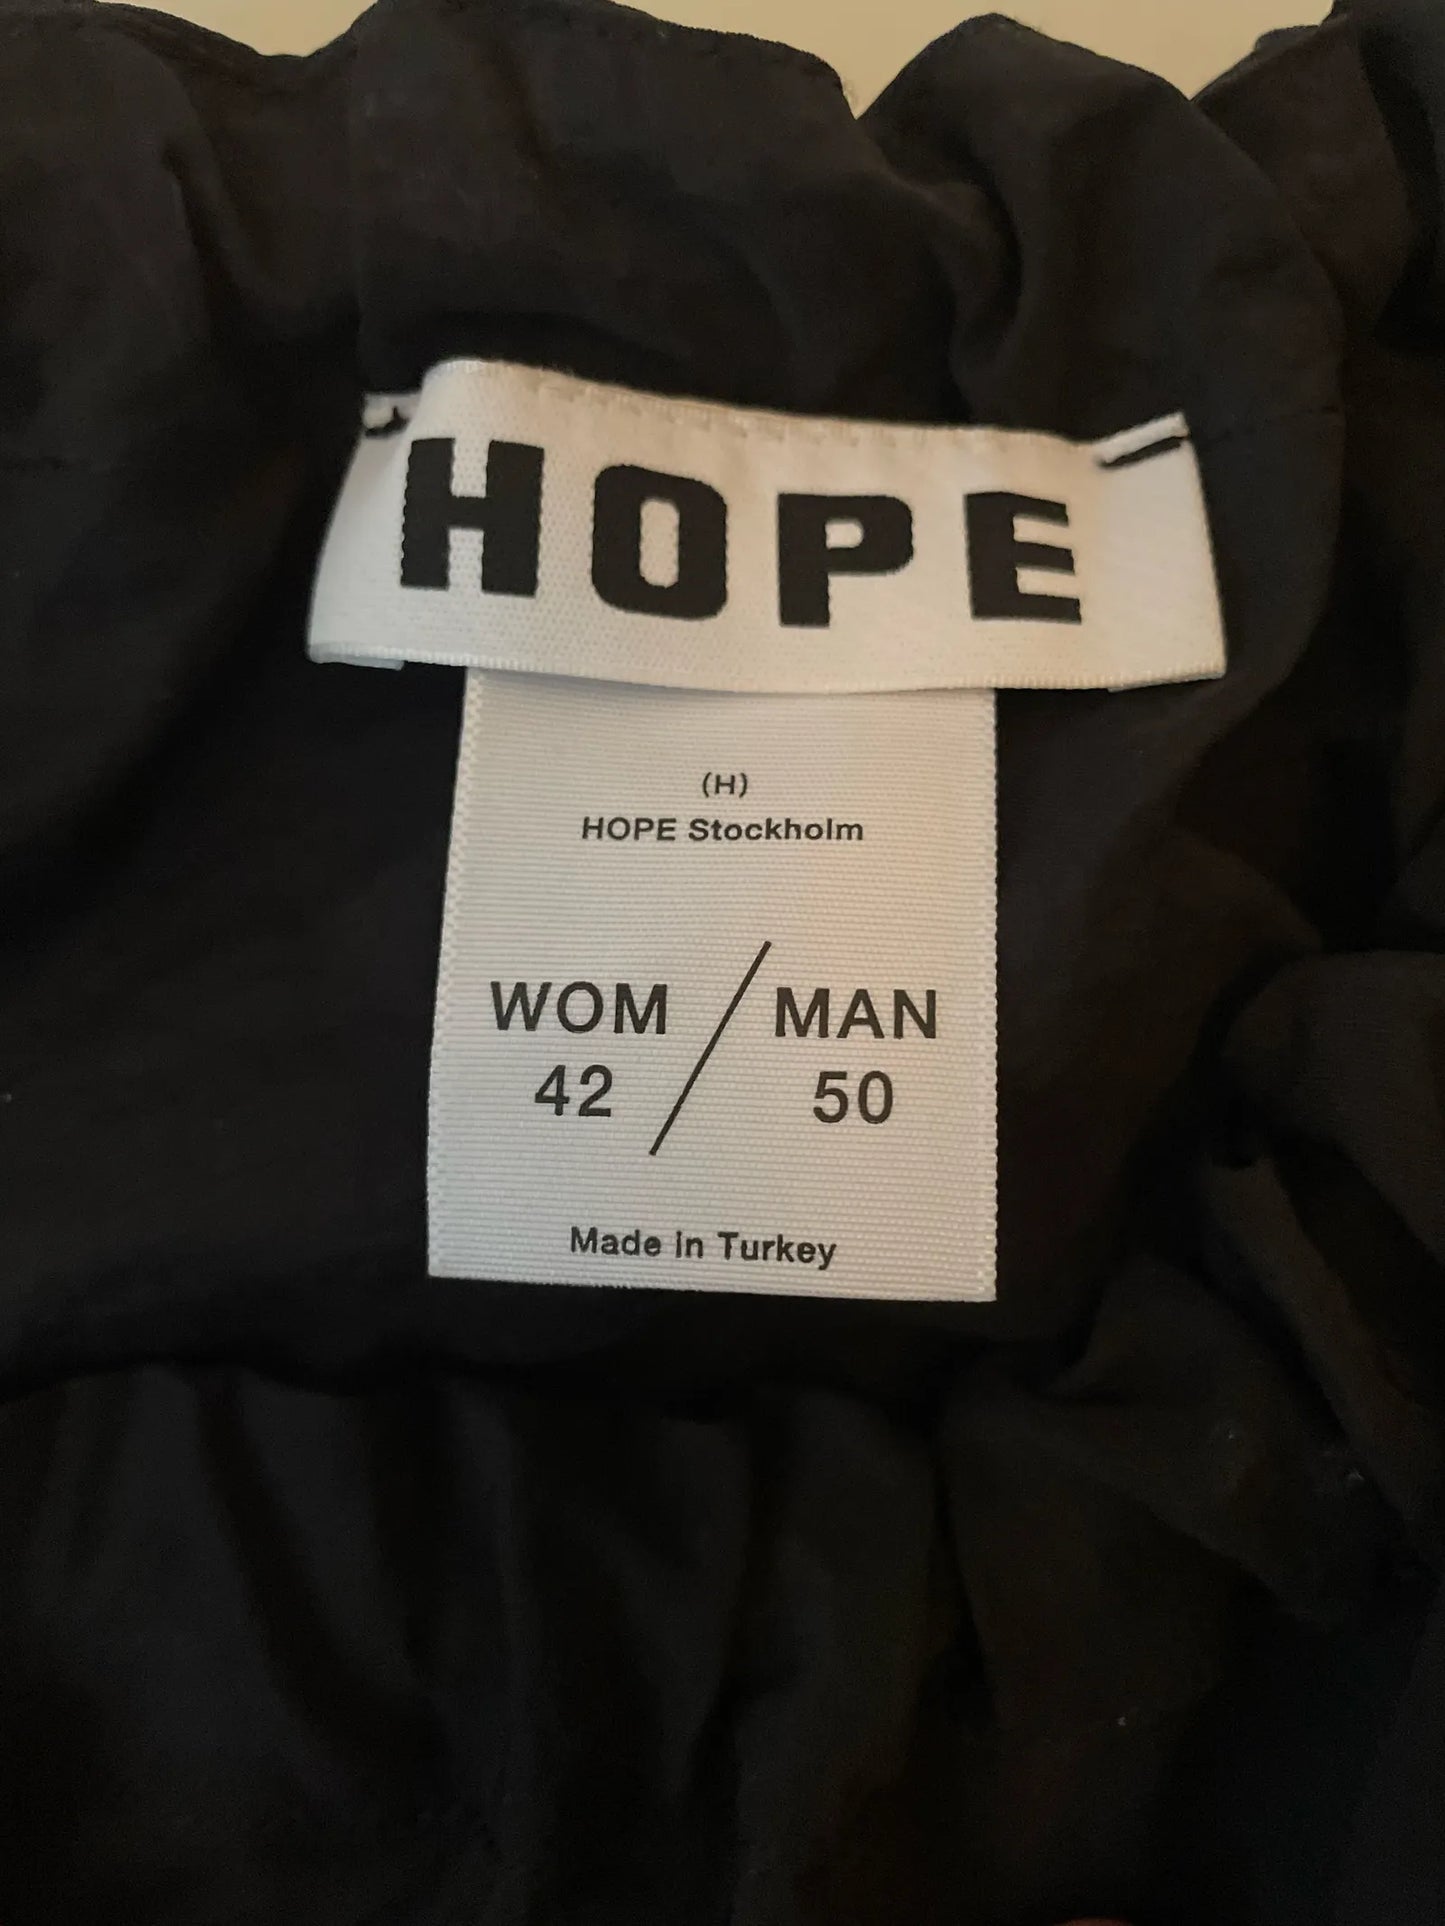 HOPE
(H)
HOPE Stockholm
WOM / MAN
42 50
Made in Turkey